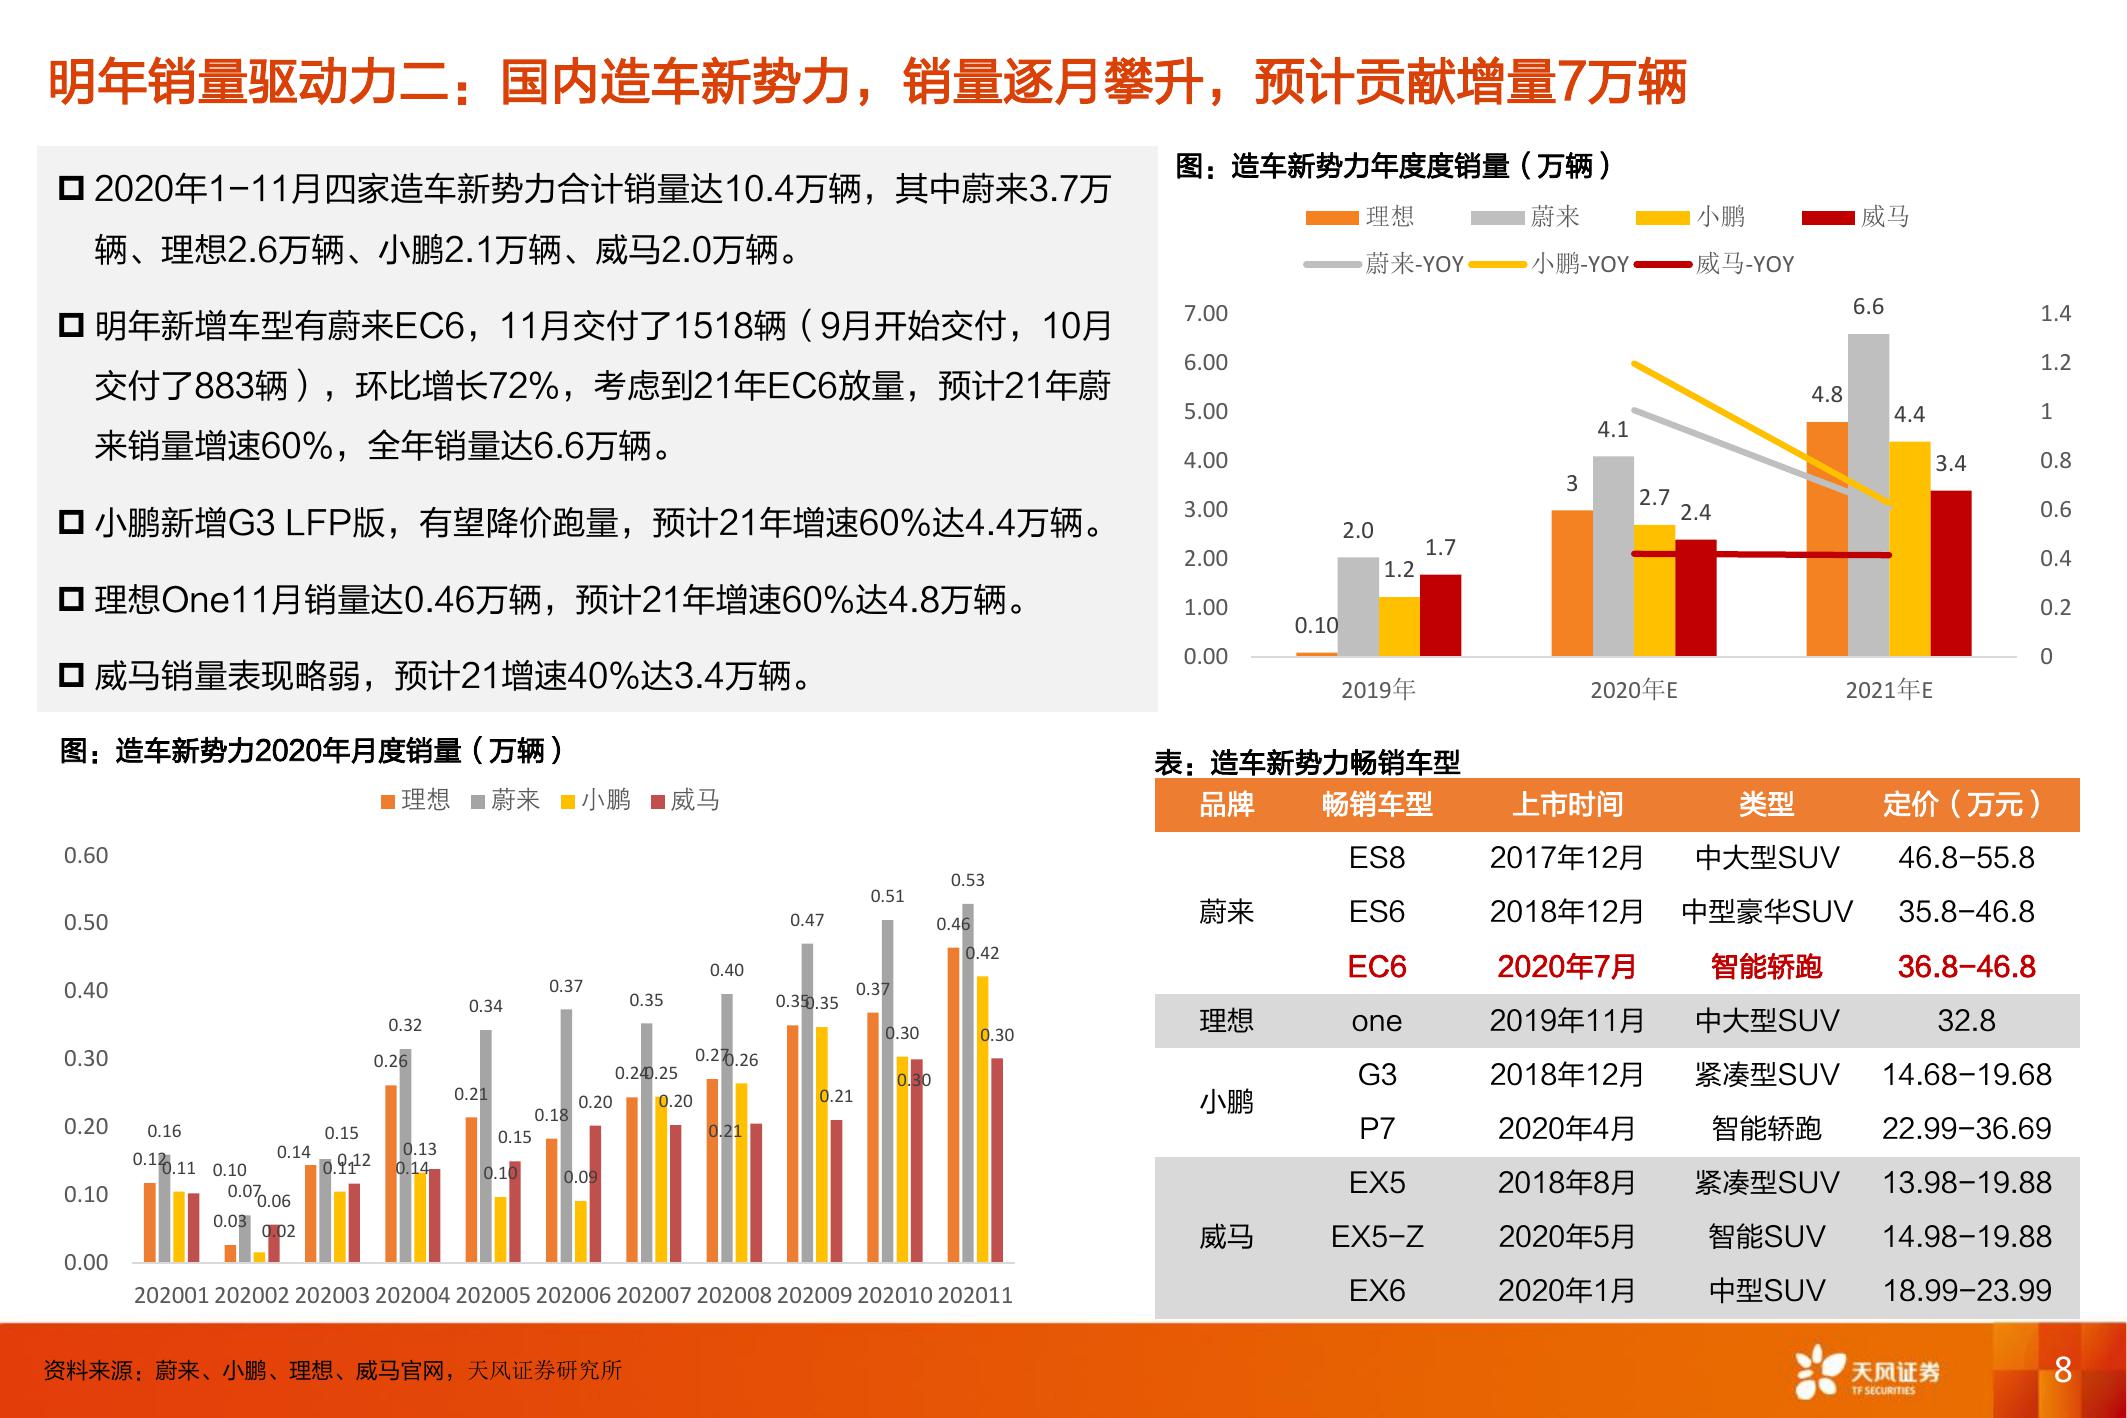 明年销量驱动力二：国内造车新势力，销量逐月攀升，预计贡献增量7万辆
2020年1-11月四家造车新势力合计销量达10.4万辆，其中蔚来3.7万
辆、理想2.6万辆、小鹏2.1万辆、威马2.0万辆。
明年新增车型有蔚来EC6，11月交付了1518辆（9月开始交付，10月
交付了883辆），环比增长72%，考虑到21年EC6放量，预计21年蔚
来销量增速60%，全年销量达6.6万辆。
小鹏新增G3 LFP版，有望降价跑量，预计21年增速60%达4.4万辆。
理想One11月销量达0.46万辆，预计21年增速60%达4.8万辆。
威马销量表现略弱，预计21增速40%达3.4万辆。
图：造车新势力年度度销量（万辆）
理想 蔚来 小鹏 威马
蔚来-YOY 小鹏-YOY 威马-YOY
7.00
6.00
5.00
4.00
3.00
2.00
1.00
0.00
1.4
1.2
1
0.8
0.6
0.4
0.2
0
0.10 2.0 1.2 1.7
3 4.1 2.7 2.4
4.8 6.6 4.4 3.4
2019年 2020年E 2021年E
图：造车新势力2020年月度销量（万辆）
理想 蔚来 小鹏 威马
0.60
0.50
0.40
0.30
0.20
0.10
0.00
0.12 0.16 0.11 0.10
0.03 0.07 0.02 0.06
0.14 0.15 0.11 0.12
0.26 0.32 0.13 0.14
0.21 0.34 0.10 0.15
0.18 0.37 0.09 0.20
0.24 0.35 0.25 0.20
0.27 0.40 0.26 0.21
0.35 0.47 0.35 0.21
0.37 0.51 0.30 0.30
0.46 0.53 0.42 0.30
202001 202002 202003 202004 202005 202006 202007 202008 202009 202010 202011
表：造车新势力畅销车型
品牌 畅销车型 上市时间 类型 定价（万元）
蔚来 ES8 2017年12月 中大型SUV 46.8-55.8
ES6 2018年12月 中型豪华SUV 35.8-46.8
EC6 2020年7月 智能轿跑 36.8-46.8
理想 one 2019年11月 中大型SUV 32.8
小鹏 G3 2018年12月 紧凑型SUV 14.68-19.68
P7 2020年4月 智能轿跑 22.99-36.69
威马 EX5 2018年8月 紧凑型SUV 13.98-19.88
EX5-Z 2020年5月 智能SUV 14.98-19.88
EX6 2020年1月 中型SUV 18.99-23.99
资料来源：蔚来、小鹏、理想、威马官网，天风证券研究所
天风证券
TF SECURITIES
8